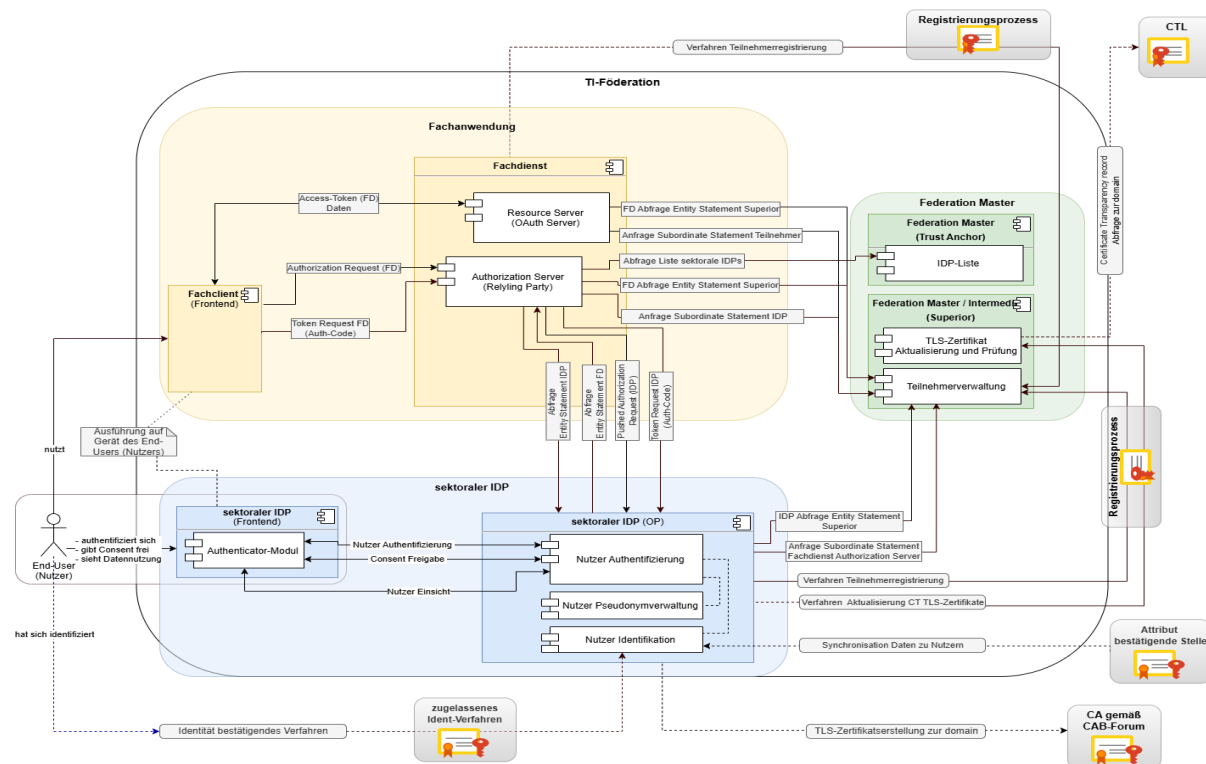 Registrierungsprozess
CTL
Verfahren Teilnehmerregistrierung
TI-Föderation
Fachanwendung
Fachdienst
Access-Token (FD)
Daten
Resource Server
(OAuth Server)
FD Abfrage Entity Statement Superior
Anfrage Subordinate Statement Teilnehmer
Abfrage Liste sektorale IDPs
Authorization Request (FD)
Authorization Server
(Relyling Party)
FD Abfrage Entity Statement Superior
Anfrage Subordinate Statement IDP
Fachclient
(Frontend)
Token Request FD
(Auth-Code)
Federation Master
Federation Master
(Trust Anchor)
IDP-Liste
Federation Master / Intermedi
(Superior)
TLS-Zertifikat
Aktualisierung und Prüfung
Teilnehmerverwaltung
Certificate Transparency record
Abfrage zur domain
Abfrage
Entity Statement IDP
Abfrage
Entity Statement FD
Pushed Authorization
Request (IDP)
Token Request IDP
(Auth-Code)
Registrierungsprozess
Ausführung auf
Gerät des End-
Users (Nutzers)
nutzt
sektoraler IDP
sektoraler IDP
(Frontend)
Authenticator-Modul
- authentifiziert sich
- gibt Consent frei
- sieht Datennutzung
End-User
(Nutzer)
Nutzer Authentifizierung
Consent Freigabe
Nutzer Einsicht
sektoraler IDP (OP)
Nutzer Authentifizierung
Nutzer Pseudonymverwaltung
Nutzer Identifikation
IDP Abfrage Entity Statement
Superior
Anfrage Subordinate Statement
Fachdienst Authorization Server
Verfahren Teilnehmerregistrierung
Verfahren Aktualisierung CT TLS-Zertifikate
hat sich identifiziert
Synchronisation Daten zu Nutzern
Attribut
bestätigende Stelle
zugelassenes
Ident-Verfahren
Identität bestätigendes Verfahren
TLS-Zertifikatserstellung zur domain
CA gemäß
CAB-Forum